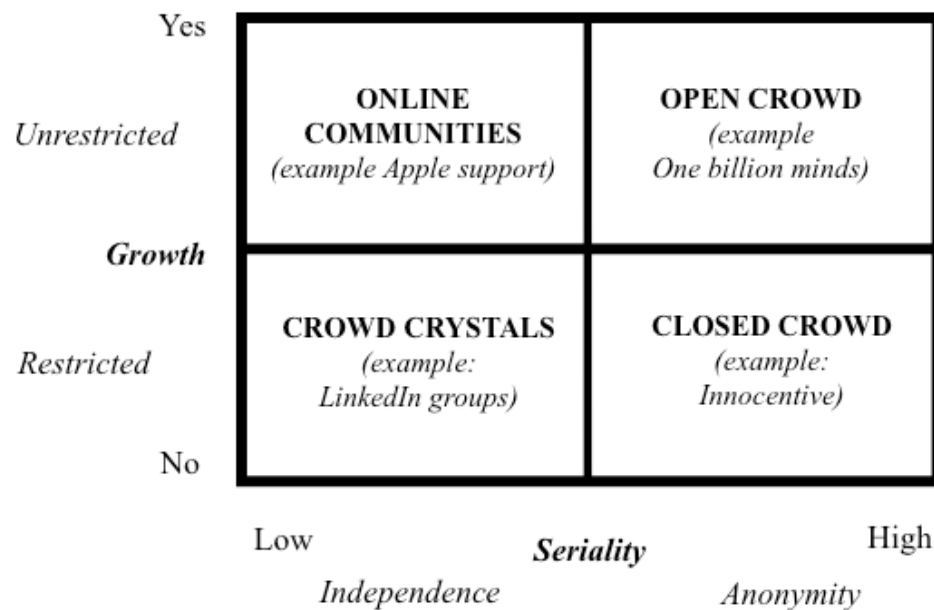 Yes
ONLINE
COMMUNITIES
(example Apple support)
OPEN CROWD
(example
One billion minds)
Unrestricted
Growth
CROWD CRYSTALS
(example:
LinkedIn groups)
CLOSED CROWD
(example:
Innocentive)
Restricted
No
Low
Seriality
High
Independence
Anonymity